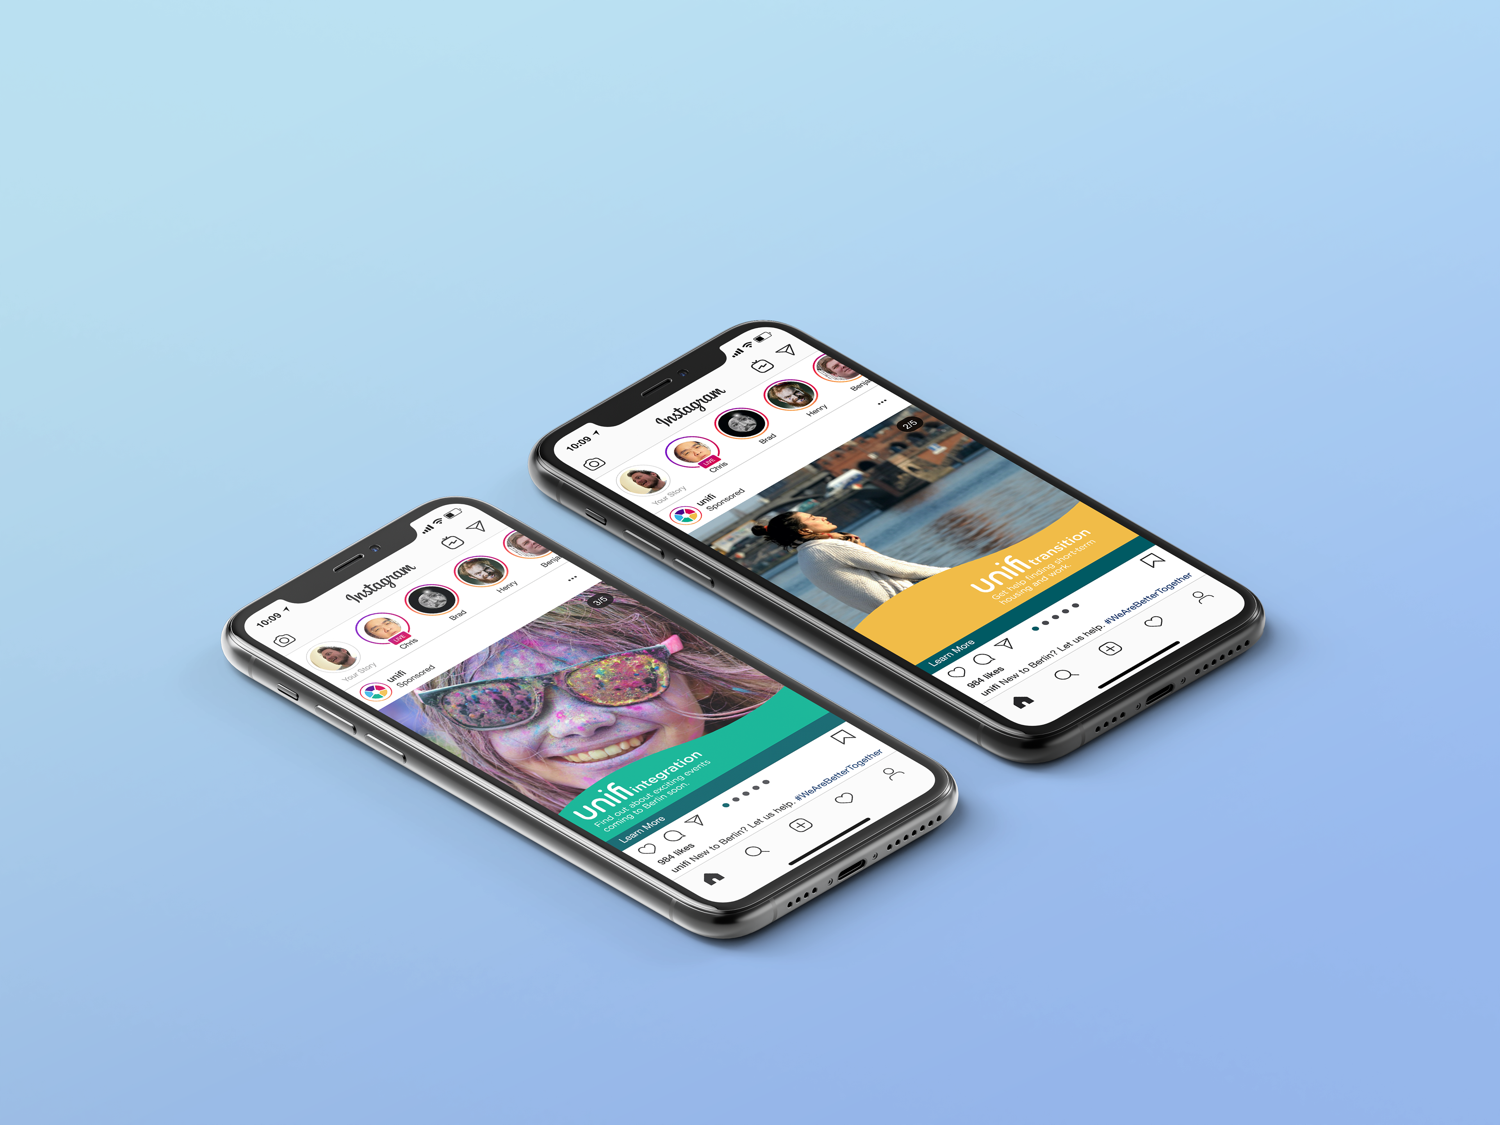 10:09
Instagram
Your Story
Chris
LIVE
Brad
Henry
Benja
unifi
Sponsored
3/5
unifi integration
Find out about exciting events
coming to Berlin soon.
Learn More
984 likes
unifi New to Berlin? Let us help. #WeAreBetterTogether
10:09
Instagram
Your Story
Chris
LIVE
Brad
Henry
Benja
unifi
Sponsored
2/5
unifi transition
Get help finding short-term
housing and work.
Learn More
984 likes
unifi New to Berlin? Let us help. #WeAreBetterTogether